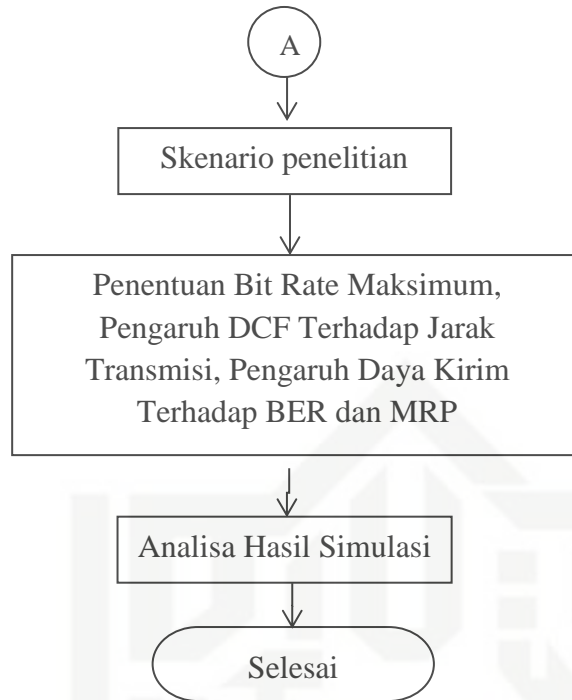 A
Skenario penelitian
Penentuan Bit Rate Maksimum,
Pengaruh DCF Terhadap Jarak
Transmisi, Pengaruh Daya Kirim
Terhadap BER dan MRP
Analisa Hasil Simulasi
Selesai